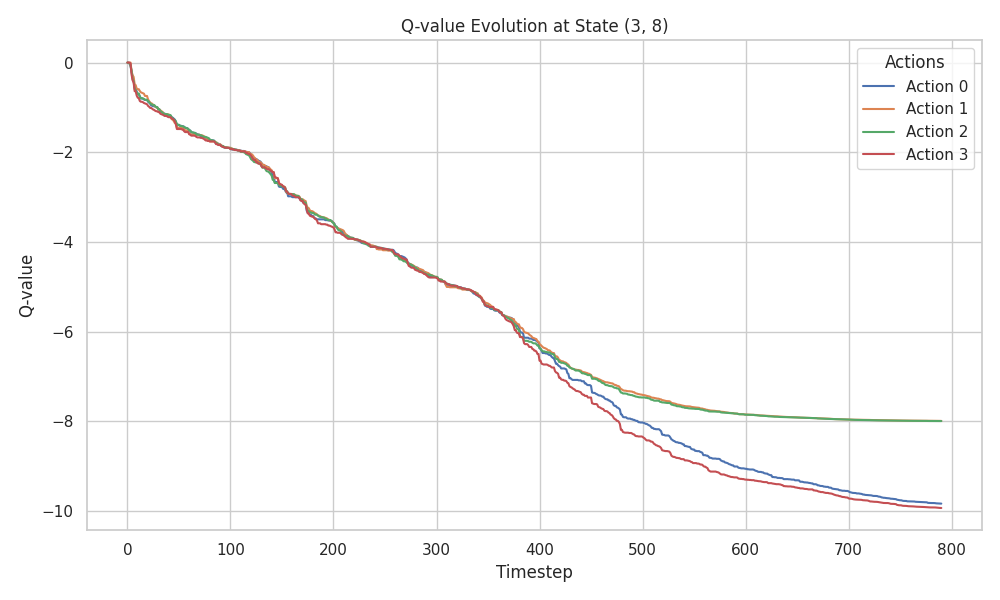 Q-value Evolution at State (3, 8)
Actions
Action 0
Action 1
Action 2
Action 3
Q-value
0
−2
−4
−6
−8
−10
0 100 200 300 400 500 600 700 800
Timestep